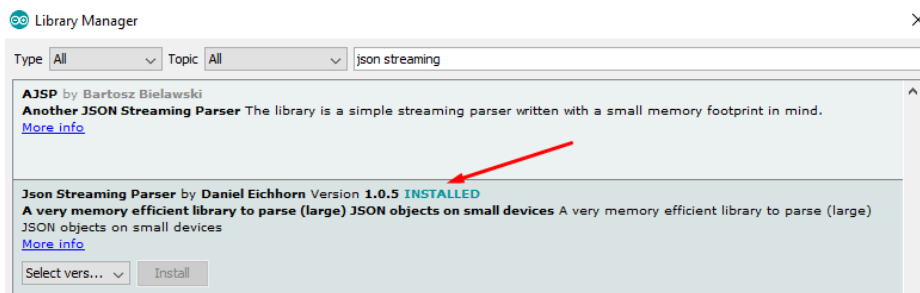 Library Manager
Type All Topic All json streaming
AJSP by Bartosz Bielawski
Another JSON Streaming Parser The library is a simple streaming parser written with a small memory footprint in mind.
More info
Json Streaming Parser by Daniel Eichhorn Version 1.0.5 INSTALLED
A very memory efficient library to parse (large) JSON objects on small devices A very memory efficient library to parse (large)
JSON objects on small devices
More info
Select vers... Install